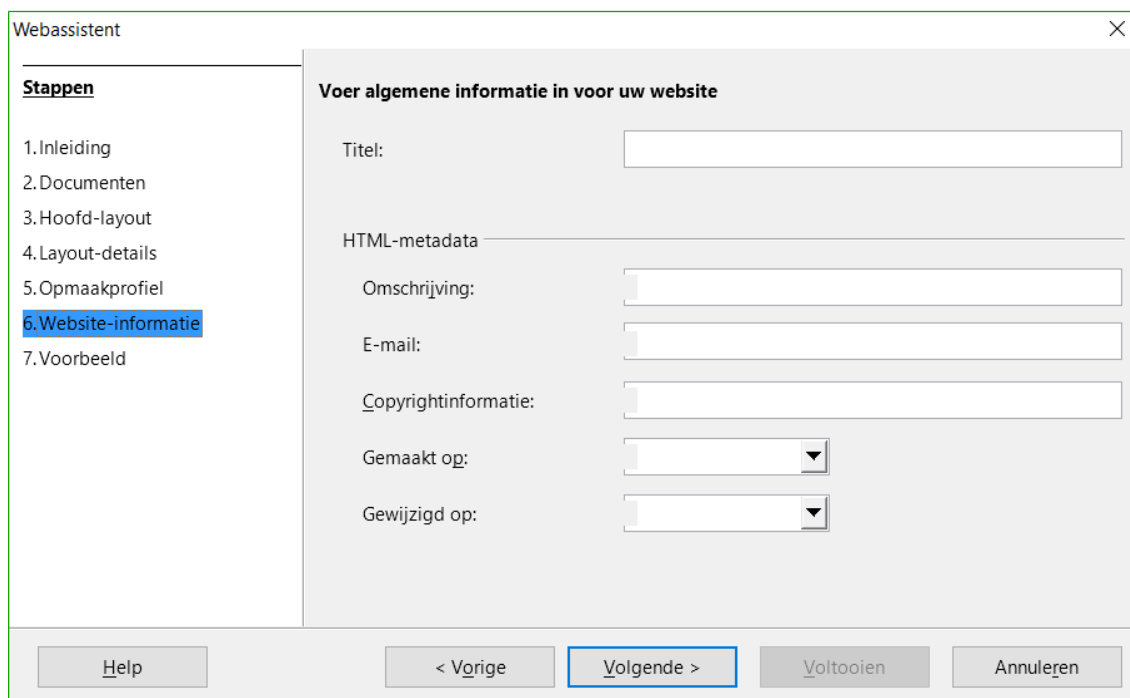 Webassistent
Stappen
1.Inleiding
2.Documenten
3.Hoofd-layout
4.Layout-details
5.Opmaakprofiel
6.Website-informatie
7.Voorbeeld
Voer algemene informatie in voor uw website
Titel:
HTML-metadata
Omschrijving:
E-mail:
Copyrightinformatie:
Gemaakt op:
Gewijzigd op:
Help
< Vorige
Volgende >
Voltooien
Annuleren